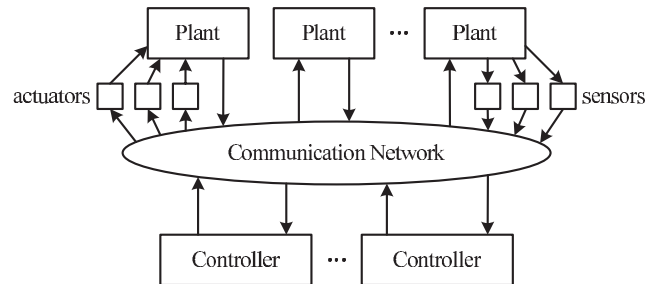 Plant
Plant
...
Plant
actuators
sensors
Communication Network
Controller
...
Controller